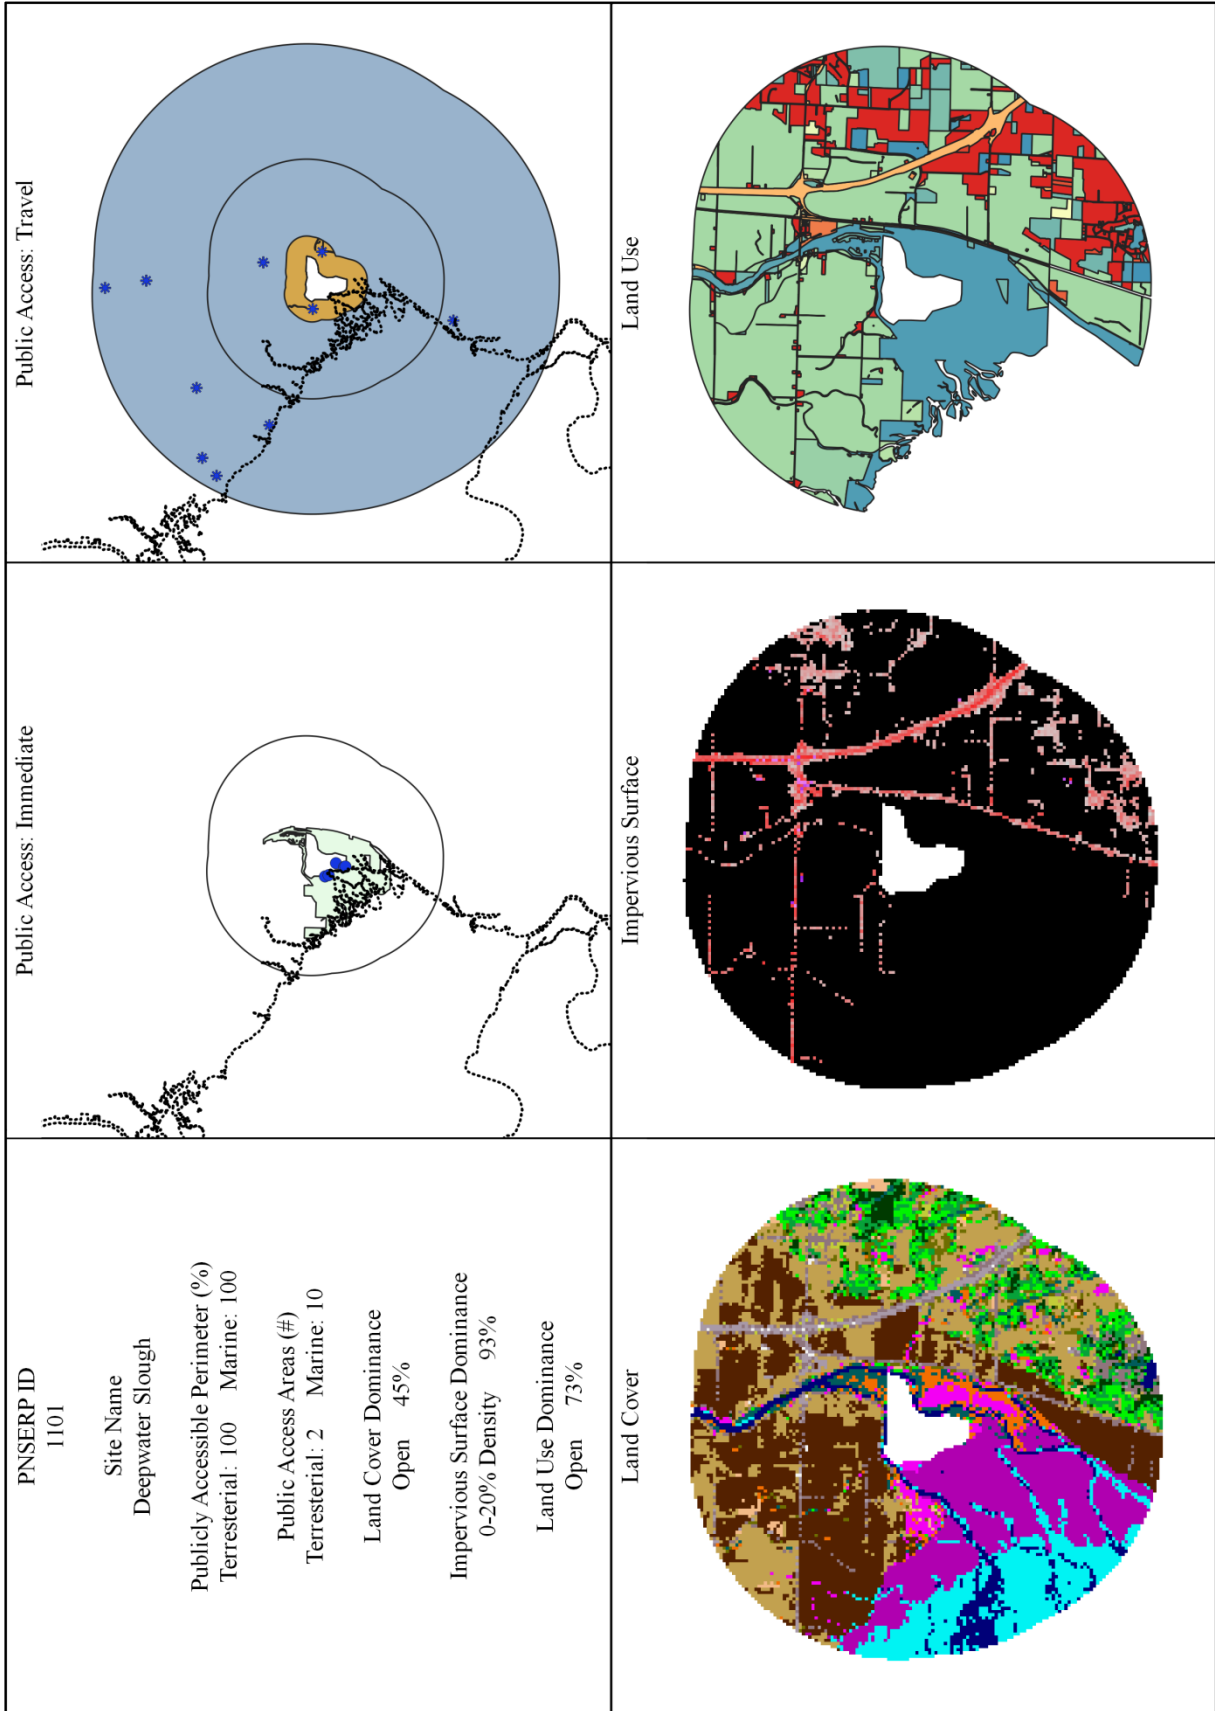 PNSERP ID
1101
Site Name
Deepwater Slough
Publicly Accessible Perimeter (%)
Terresterial: 100 Marine: 100
Public Access Areas (#)
Terresterial: 2 Marine: 10
Land Cover Dominance
Open 45%
Impervious Surface Dominance
0-20% Density 93%
Land Use Dominance
Open 73%
Public Access: Immediate
Public Access: Travel
Land Cover
Impervious Surface
Land Use